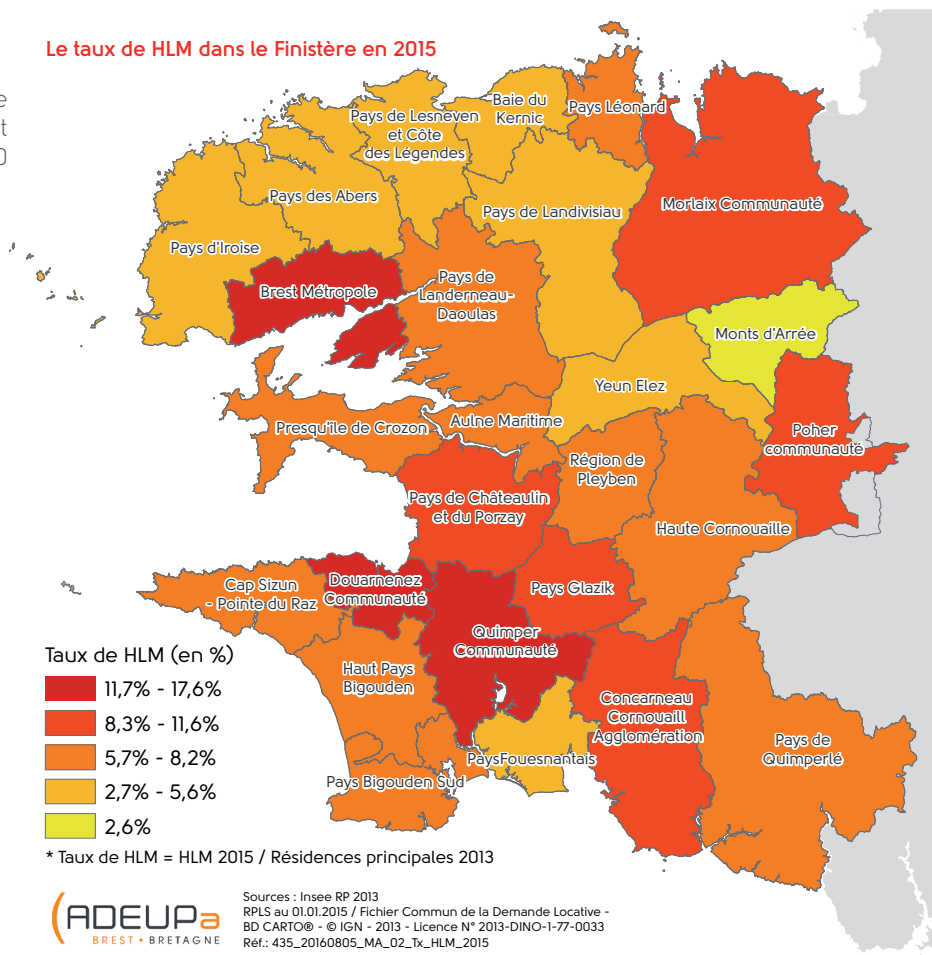 Le taux de HLM dans le Finistère en 2015
e
t
0
Baie du
Kernic
Pays Léonard
Pays de Lesneven
et Côte
des Légendes
Pays des Abers
Pays de Landivisiau
Morlaix Communauté
Pays d'Iroise
Brest Métropole
Pays de
Landerneau-
Daoulas
Monts d'Arrée
Yeun Elez
Presqu'île de Crozon
Aulne Maritime
Poher
communauté
Région de
Pleyben
Pays de Châteaulin
et du Porzay
Haute Cornouaille
Cap Sizun
- Pointe du Raz
Douarnenez
Communauté
Pays Glazik
Quimper
Communauté
Haut Pays
Bigouden
Concarneau
Cornouaill
Agglomération
Pays de
Quimperlé
PaysFouesnantais
Pays Bigouden Sud
Taux de HLM (en %)
11,7% - 17,6%
8,3% - 11,6%
5,7% - 8,2%
2,7% - 5,6%
2,6%
* Taux de HLM = HLM 2015 / Résidences principales 2013
ADEUPa
BREST • BRETAGNE
Sources : Insee RP 2013
RPLS au 01.01.2015 / Fichier Commun de la Demande Locative -
BD CARTO® - © IGN - 2013 - Licence N° 2013-DINO-1-77-0033
Réf.: 435_20160805_MA_02_Tx_HLM_2015